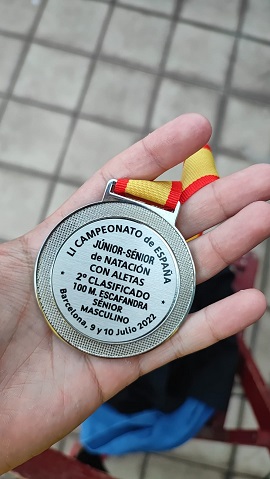 LI CAMPEONATO de ESPAÑA
JÚNIOR-SÉNIOR
de NATACIÓN
CON ALETAS
2º CLASIFICADO
100 M. ESCAFANDRA
SÉNIOR
MASCULINO
Barcelona, 9 y 10 Julio 2022